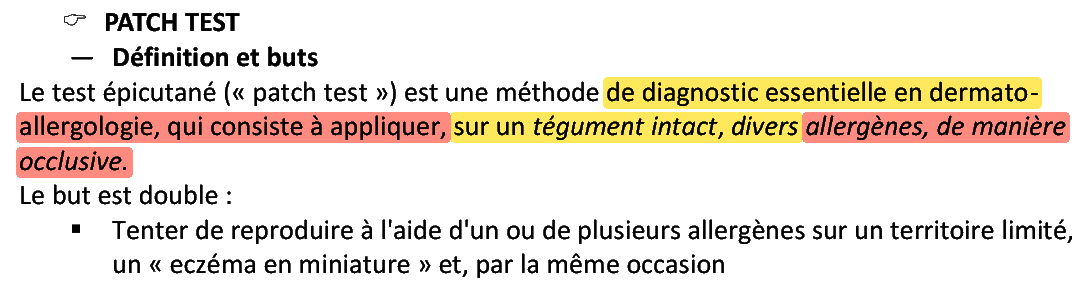 ☞ PATCH TEST
— Définition et buts
Le test épicutané (« patch test ») est une méthode de diagnostic essentielle en dermato-
allergologie, qui consiste à appliquer, sur un tégument intact, divers allergènes, de manière
occlusive.
Le but est double :
▪ Tenter de reproduire à l'aide d'un ou de plusieurs allergènes sur un territoire limité,
un « eczéma en miniature » et, par la même occasion